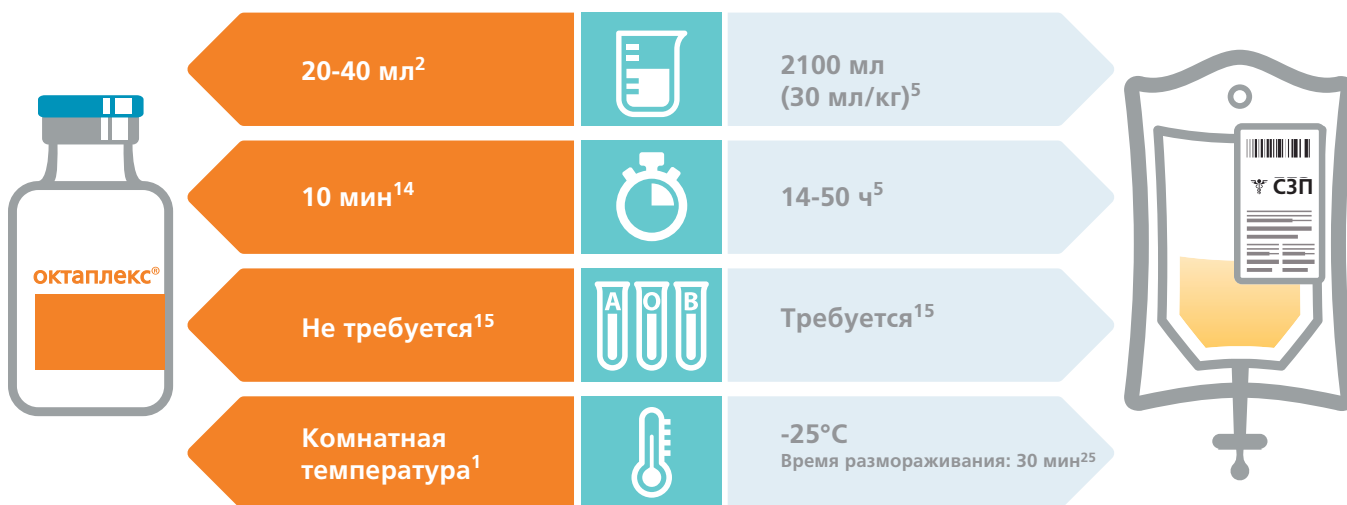 20-40 мл²
2100 мл
(30 мл/кг)⁵
октаплекс®
СЗП
10 мин¹⁴
14-50 ч⁵
Не требуется¹⁵
A O B
Требуется¹⁵
Комнатная
температура¹
-25°C
Время размораживания: 30 мин²⁵